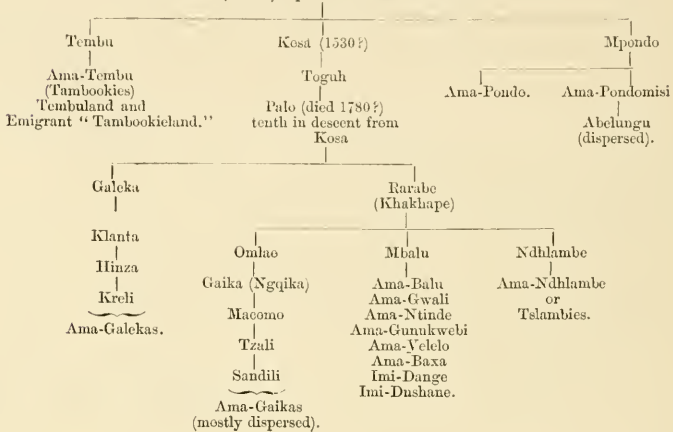 Tembu
Ama-Tembu
(Tambookies)
Tembuland and
Emigrant “ Tambookieland.”
Kosa (1530?)
Toguh
Palo (died 1780?)
tenth in descent from
Kosa
Mpondo
Ama-Pondo.
Ama-Pondomisi
Abelungu
(dispersed).
Galeka
Klanta
Hinza
Kreli
Ama-Galekas.
Rarabe
(Khakhape)
Omlao
Gaika (Ngqika)
Macomo
Tzali
Sandili
Ama-Gaikas
(mostly dispersed).
Mbalu
Ama-Balu
Ama-Gwali
Ama-Ntinde
Ama-Gunukwebi
Ama-Velelo
Ama-Baxa
Imi-Dange
Imi-Dushane.
Ndhlambe
Ama-Ndhlambe
or
Tslambies.